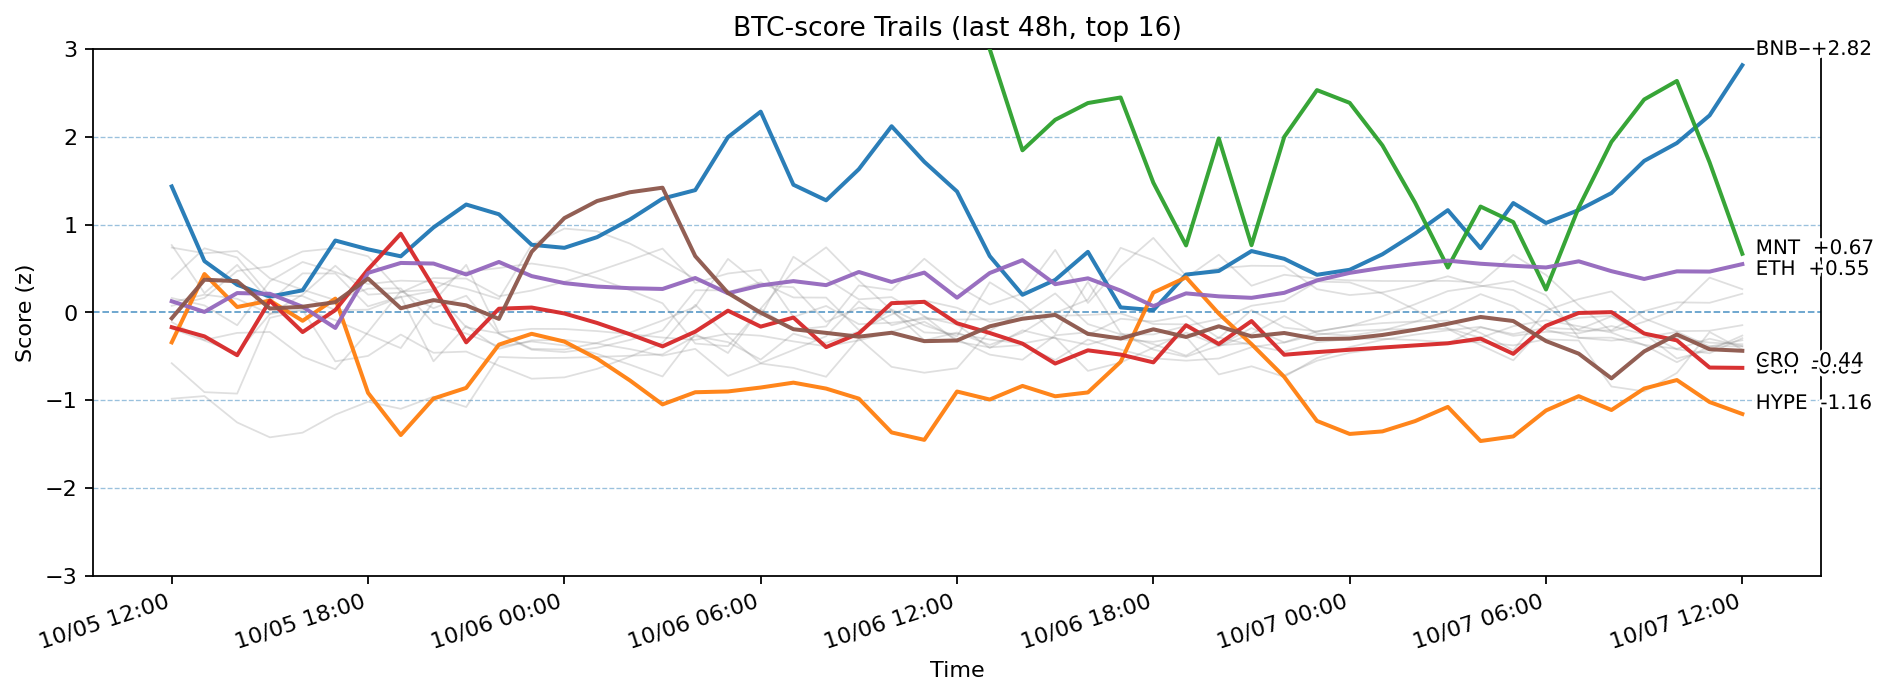 BTC-score Trails (last 48h, top 16)
BNB +2.82
MNT +0.67
ETH +0.55
CRO -0.44
HYPE -1.16
3
2
1
0
−1
−2
−3
Score (z)
10/05 12:00
10/05 18:00
10/06 00:00
10/06 06:00
10/06 12:00
10/06 18:00
10/07 00:00
10/07 06:00
10/07 12:00
Time